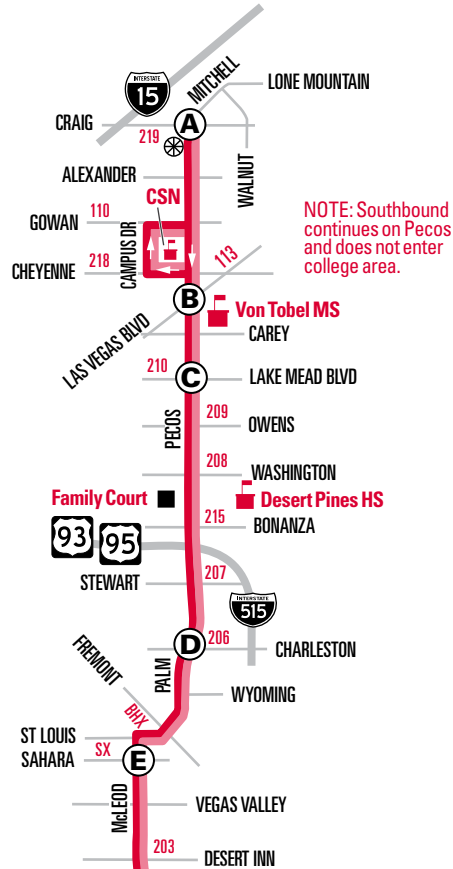 INTERSTATE
15
MITCHELL
LONE MOUNTAIN
CRAIG
A
219
WALNUT
ALEXANDER
CSN
110
GOWAN
CAMPUS DR
NOTE: Southbound
continues on Pecos
and does not enter
college area.
218
CHEYENNE
113
B
Von Tobel MS
LAS VEGAS BLVD
CAREY
210
C
LAKE MEAD BLVD
PECOS
209
OWENS
208
WASHINGTON
Family Court
Desert Pines HS
215
BONANZA
93
95
207
STEWART
INTERSTATE
515
D
206
CHARLESTON
FREMONT
PALM
WYOMING
BHX
ST LOUIS
SX
SAHARA
E
McLEOD
VEGAS VALLEY
203
DESERT INN